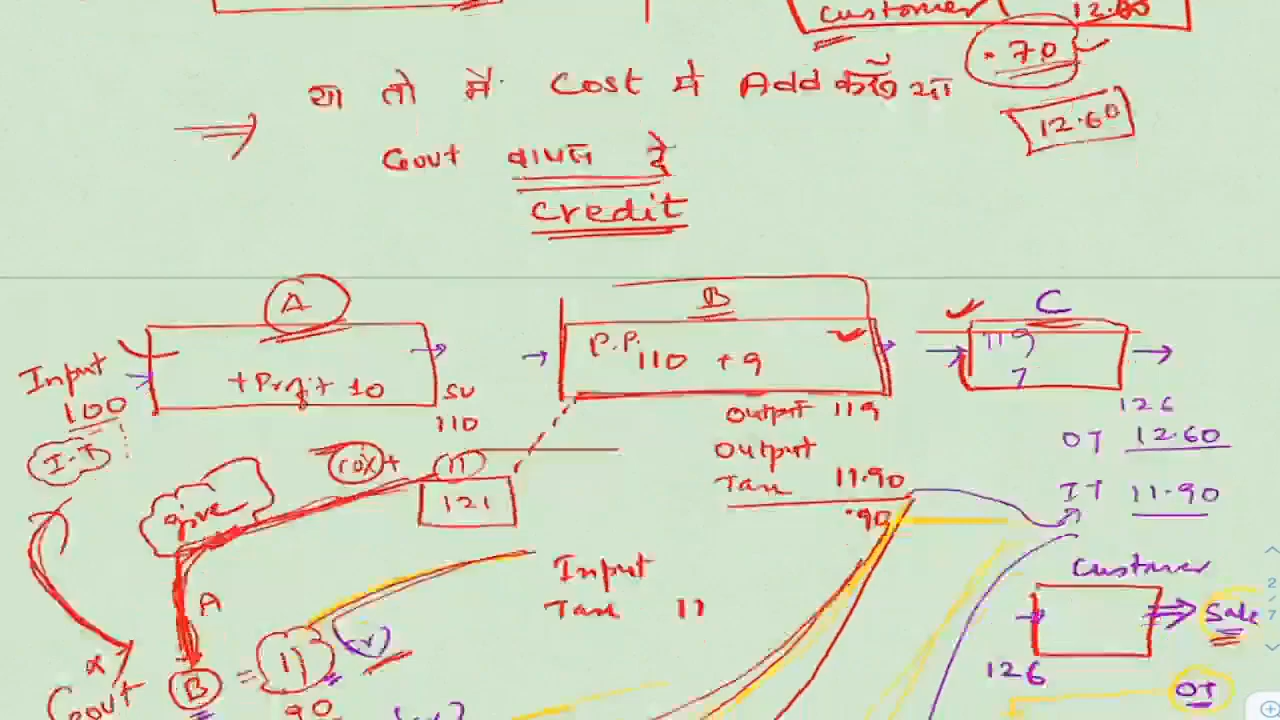 customer 12.60
.70
या तो मैं Cost मे Add करूँ या
12.60
Govt वापस दे
Credit
A
B
C
Input
100
I.T
+ Profit 10
SV
110
P.P.
110 + 9
119
7
Output 119
126
Output
Tax 11.90
.90
OT 12.60
IT 11.90
10% +
11
121
give
A
B
= 11
90
Govt
Input
Tax 11
Customer
Sale
126
OT